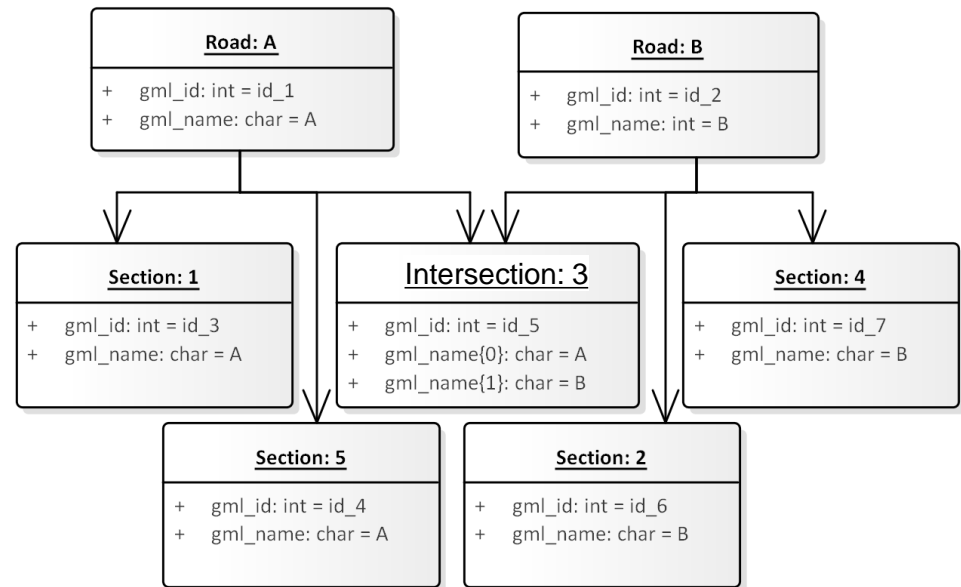 Road: A
+ gml_id: int = id_1
+ gml_name: char = A
Road: B
+ gml_id: int = id_2
+ gml_name: int = B
Section: 1
+ gml_id: int = id_3
+ gml_name: char = A
Intersection: 3
+ gml_id: int = id_5
+ gml_name{0}: char = A
+ gml_name{1}: char = B
Section: 4
+ gml_id: int = id_7
+ gml_name: char = B
Section: 5
+ gml_id: int = id_4
+ gml_name: char = A
Section: 2
+ gml_id: int = id_6
+ gml_name: char = B